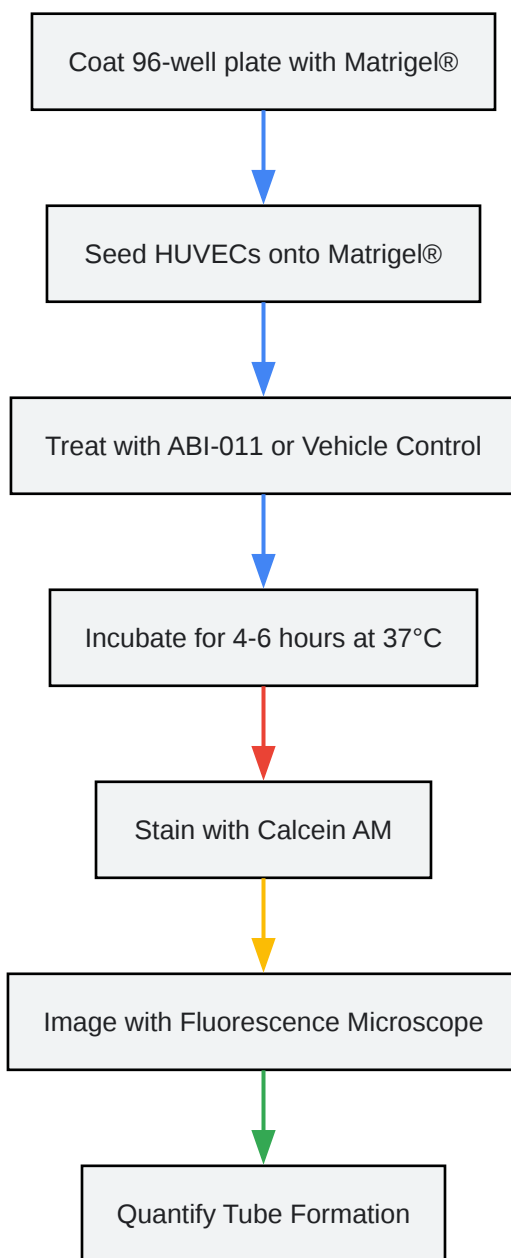 Coat 96-well plate with Matrigel®
Seed HUVECs onto Matrigel®
Treat with ABI-011 or Vehicle Control
Incubate for 4-6 hours at 37°C
Stain with Calcein AM
Image with Fluorescence Microscope
Quantify Tube Formation